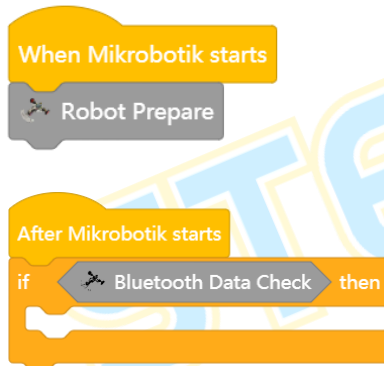 When Mikrobotik starts
Robot Prepare
After Mikrobotik starts
if Bluetooth Data Check then